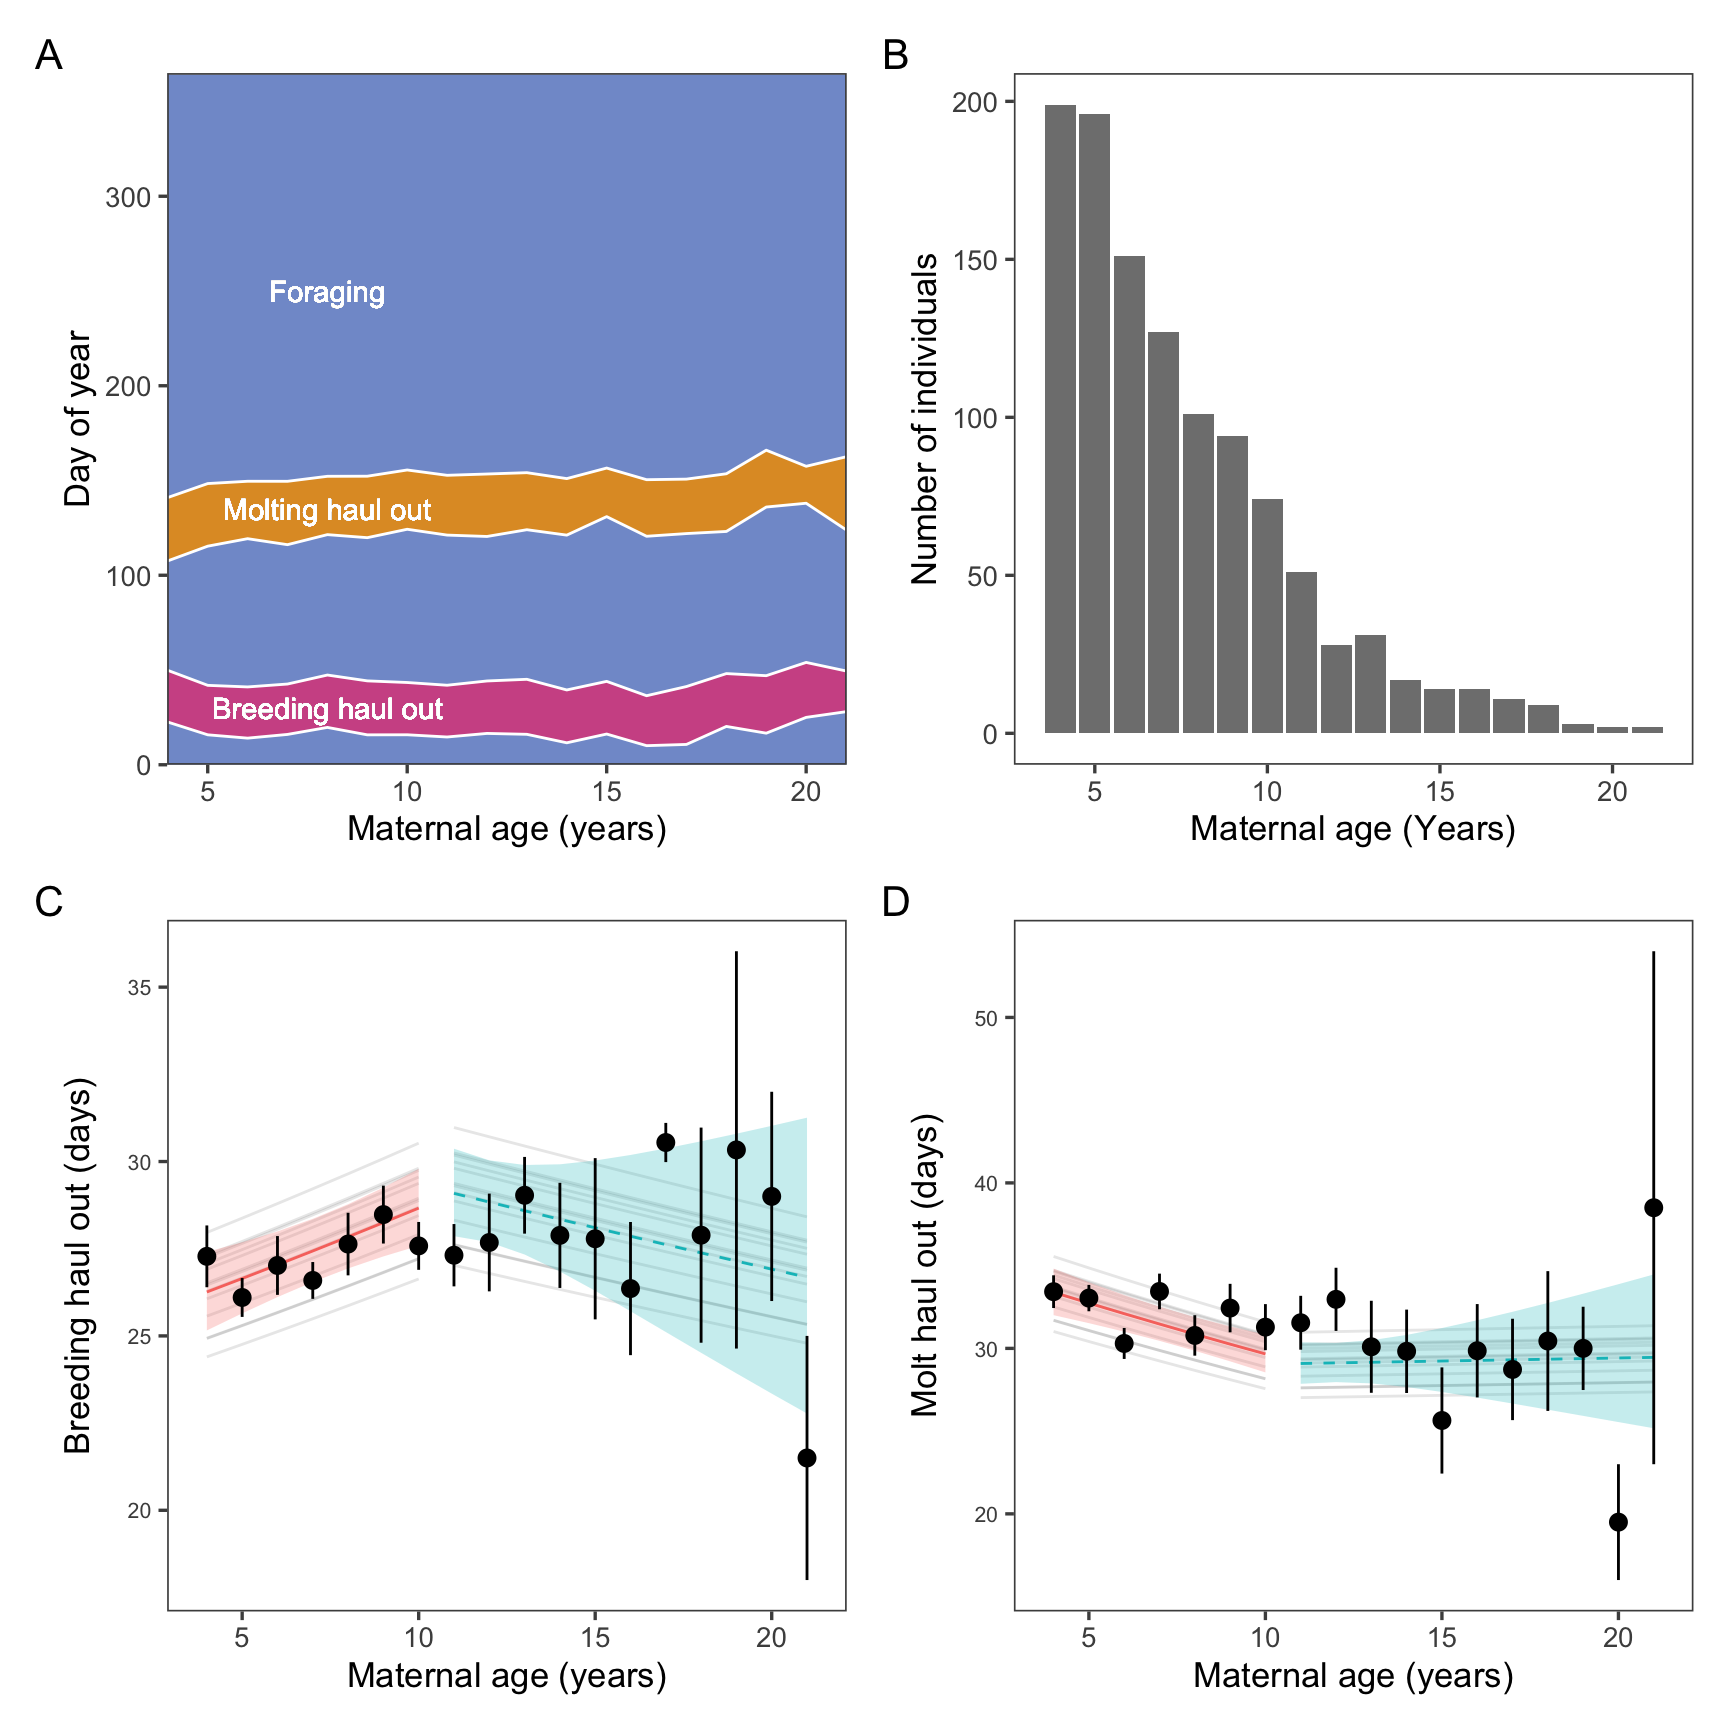 A
Day of year
300
200
100
0
Foraging
Molting haul out
Breeding haul out
5 10 15 20
Maternal age (years)
B
Number of individuals
200
150
100
50
0
5 10 15 20
Maternal age (Years)
C
Breeding haul out (days)
35
30
25
20
5 10 15 20
Maternal age (years)
D
Molt haul out (days)
50
40
30
20
5 10 15 20
Maternal age (years)